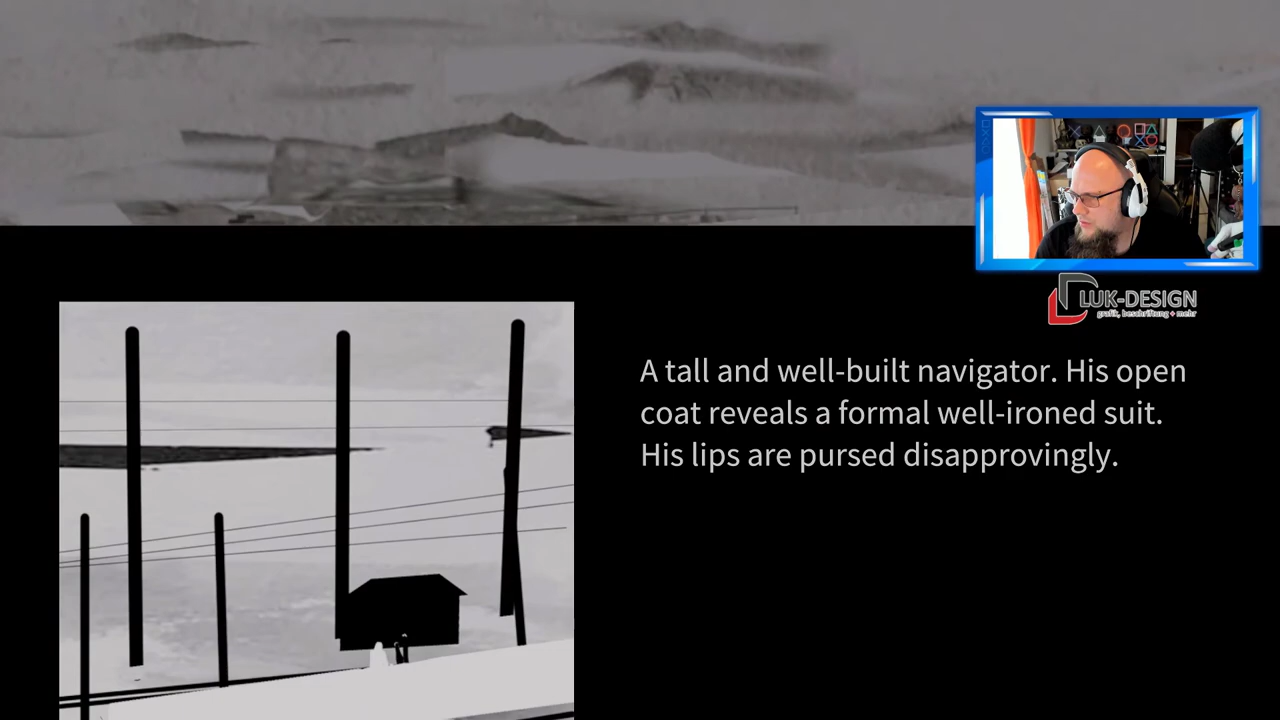 LUK-DESIGN
grafik, beschriftung + mehr
A tall and well-built navigator. His open
coat reveals a formal well-ironed suit.
His lips are pursed disapprovingly.